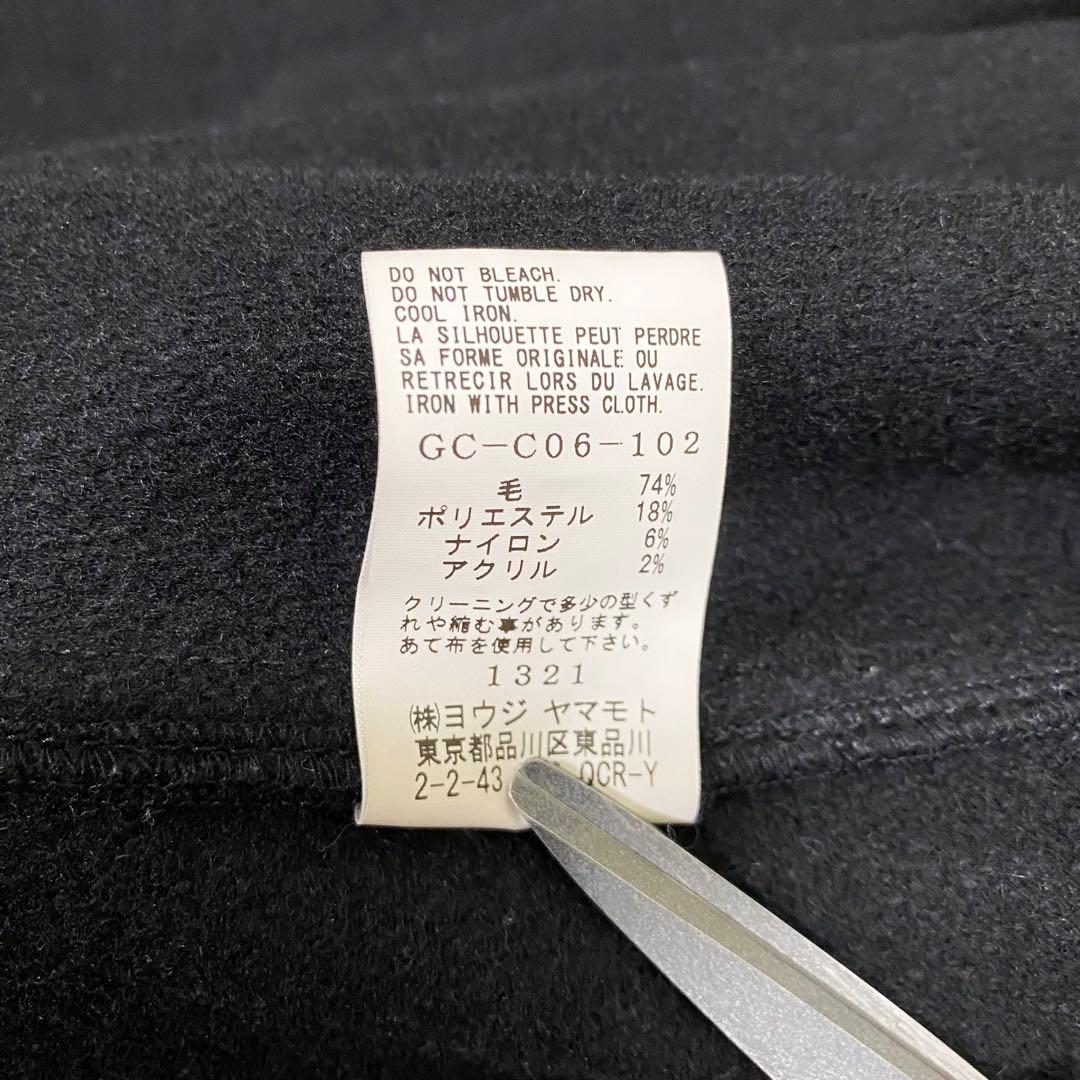 DO NOT BLEACH.
DO NOT TUMBLE DRY.
COOL IRON.
LA SILHOUETTE PEUT PERDRE
SA FORME ORIGINALE OU
RETRECIR LORS DU LAVAGE.
IRON WITH PRESS CLOTH.
GC-C06-102
毛 74%
ポリエステル 18%
ナイロン 6%
アクリル 2%
クリーニングで多少の型くず
れや縮む事があります。
あて布を使用して下さい。
1321
㈱ヨウジ ヤマモト
東京都品川区東品川
2-2-43 QCR-Y